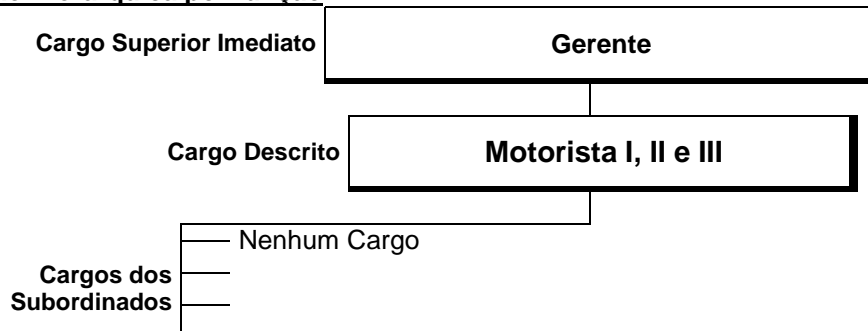 Cargo Superior Imediato
Gerente
Cargo Descrito
Motorista I, II e III
Nenhum Cargo
Cargos dos
Subordinados